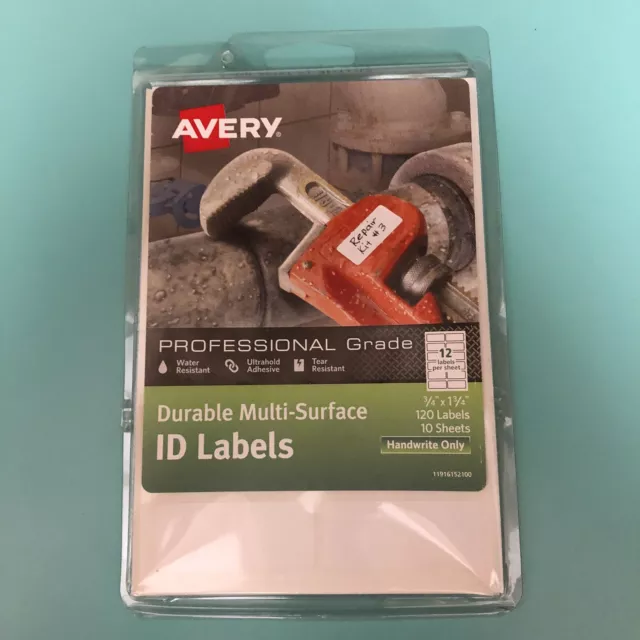 AVERY®
Repair
Kit #3
PROFESSIONAL Grade
Water
Resistant
Ultrahold
Adhesive
Tear
Resistant
12
labels
per sheet
Durable Multi-Surface
ID Labels
3/4" x 1 3/4"
120 Labels
10 Sheets
Handwrite Only
11916152100